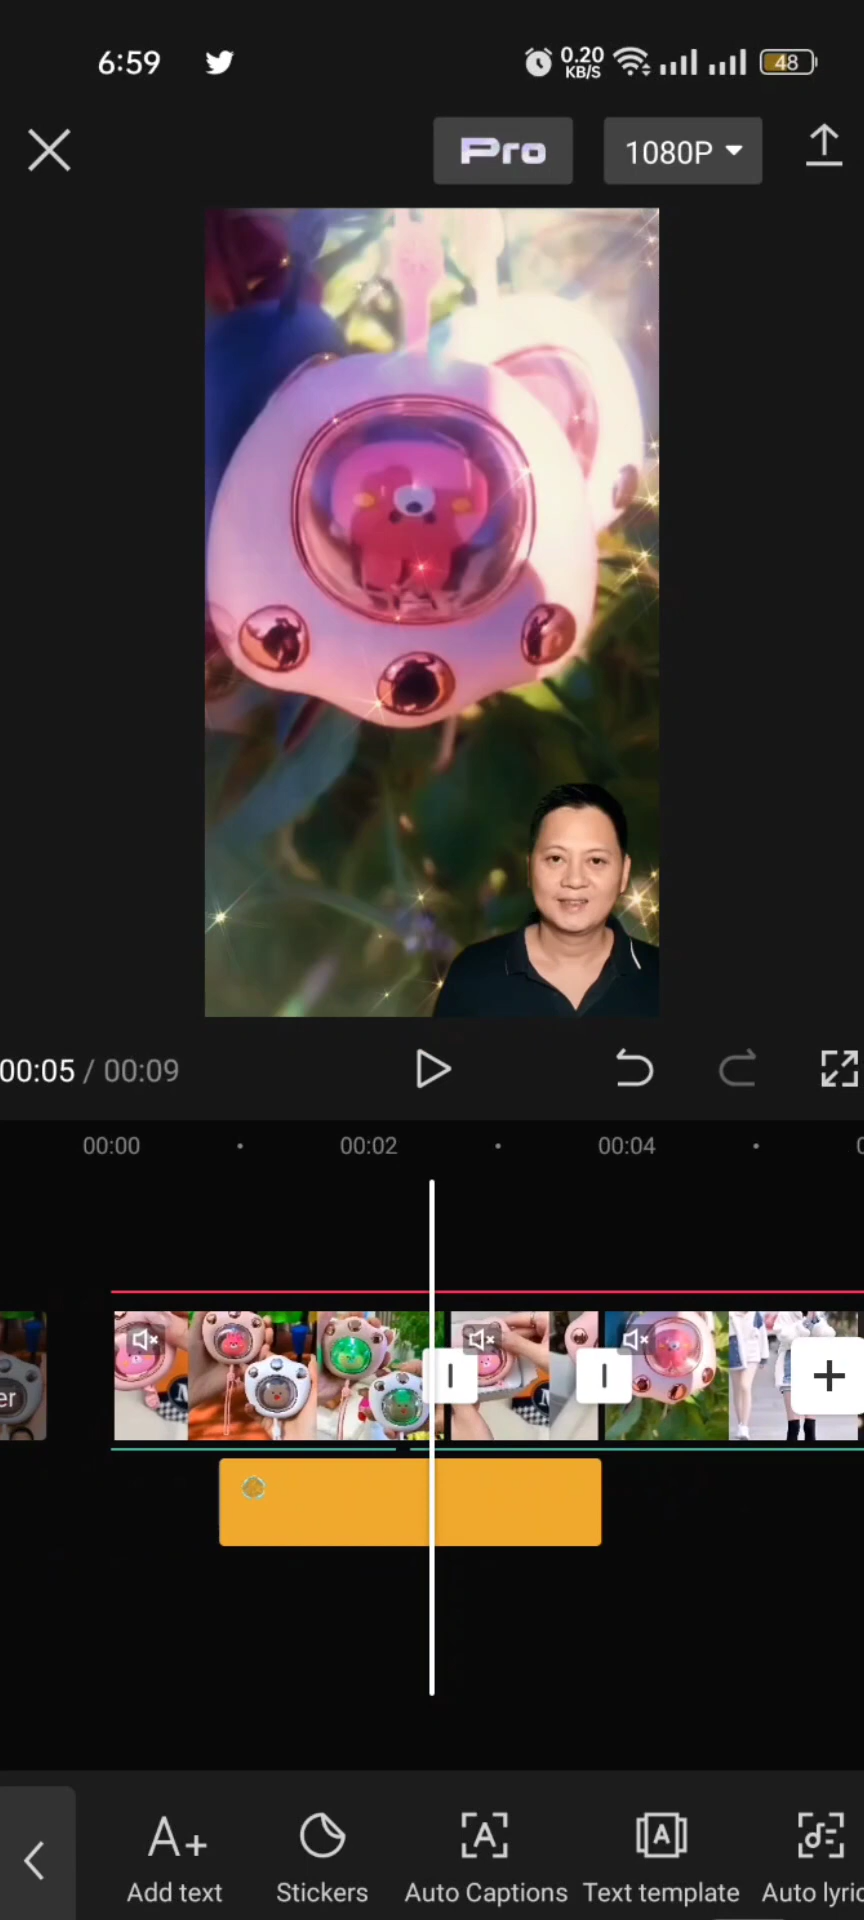 6:59
0.20
KB/S
48
Pro
1080P
00:05 / 00:09
00:00
00:02
00:04
er
Add text
Stickers
Auto Captions
Text template
Auto lyric